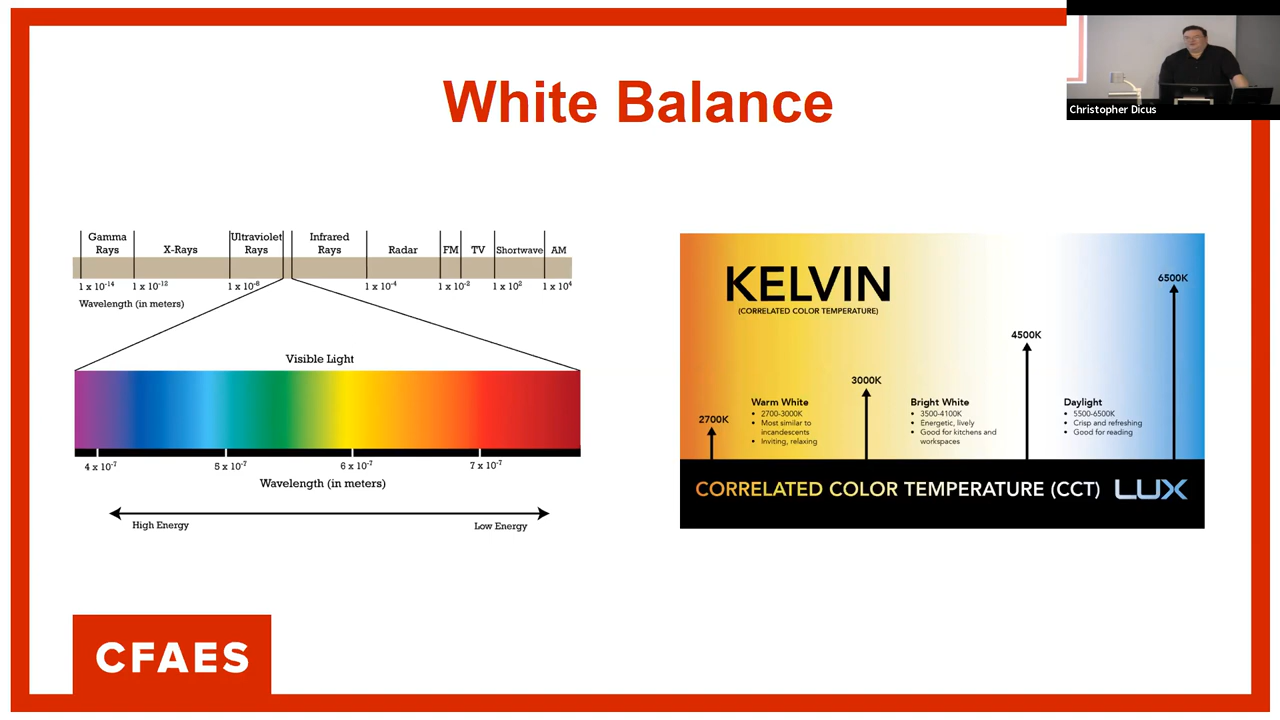 White Balance
Christopher Dicus
Gamma Rays
X-Rays
Ultraviolet Rays
Infrared Rays
Radar
FM
TV
Shortwave
AM
1 x 10⁻¹⁴
1 x 10⁻¹²
1 x 10⁻⁸
1 x 10⁻⁴
1 x 10⁻²
1 x 10²
1 x 10⁴
Wavelength (in meters)
Visible Light
4 x 10⁻⁷
5 x 10⁻⁷
6 x 10⁻⁷
7 x 10⁻⁷
Wavelength (in meters)
High Energy
Low Energy
KELVIN
(CORRELATED COLOR TEMPERATURE)
2700K
Warm White
• 2700-3000K
• Most similar to
incandescents
• Inviting, relaxing
3000K
Bright White
• 3500-4100K
• Energetic, lively
• Good for kitchens and
workspaces
4500K
Daylight
• 5500-6500K
• Crisp and refreshing
• Good for reading
6500K
CORRELATED COLOR TEMPERATURE (CCT) LUX
CFAES